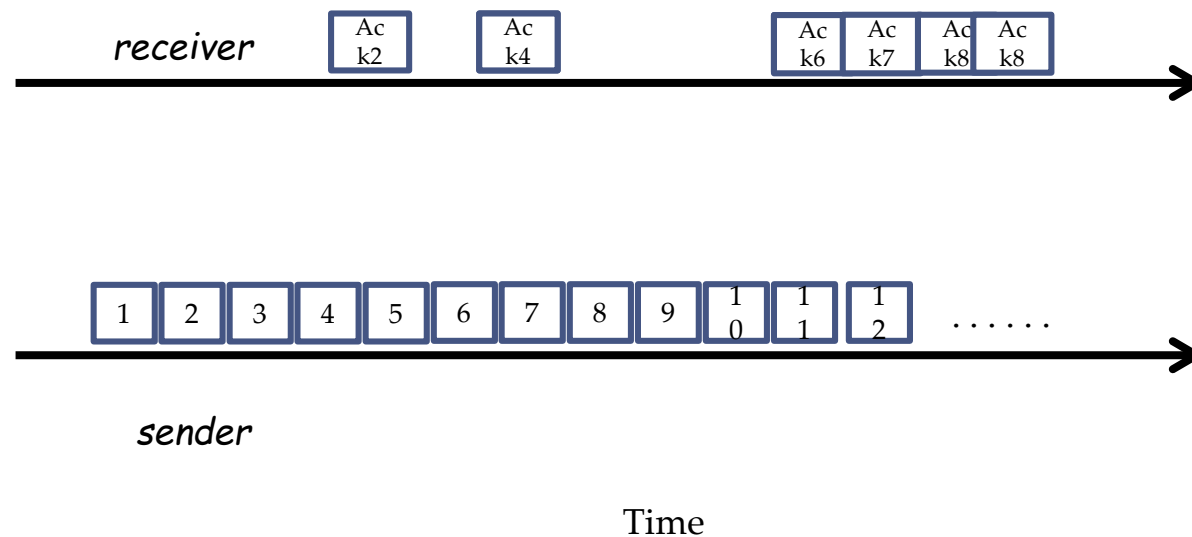 receiver
Ac
k2
Ac
k4
Ac
k6
Ac
k7
Ac
k8
Ac
k8
1
2
3
4
5
6
7
8
9
1
0
1
1
1
2
......
sender
Time